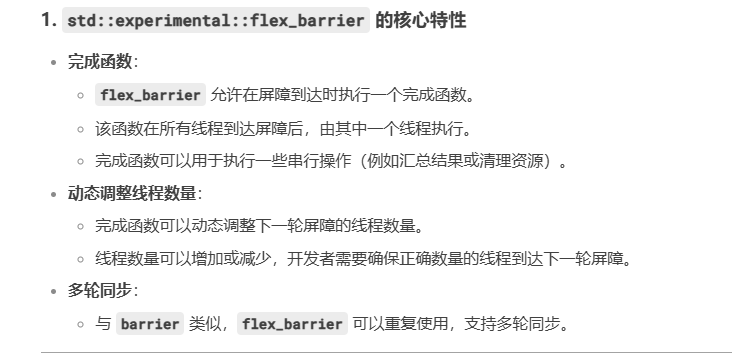 1. std::experimental::flex_barrier 的核心特性
完成函数：
flex_barrier 允许在屏障到达时执行一个完成函数。
该函数在所有线程到达屏障后，由其中一个线程执行。
完成函数可以用于执行一些串行操作（例如汇总结果或清理资源）。
动态调整线程数量：
完成函数可以动态调整下一轮屏障的线程数量。
线程数量可以增加或减少，开发者需要确保正确数量的线程到达下一轮屏障。
多轮同步：
与 barrier 类似，flex_barrier 可以重复使用，支持多轮同步。